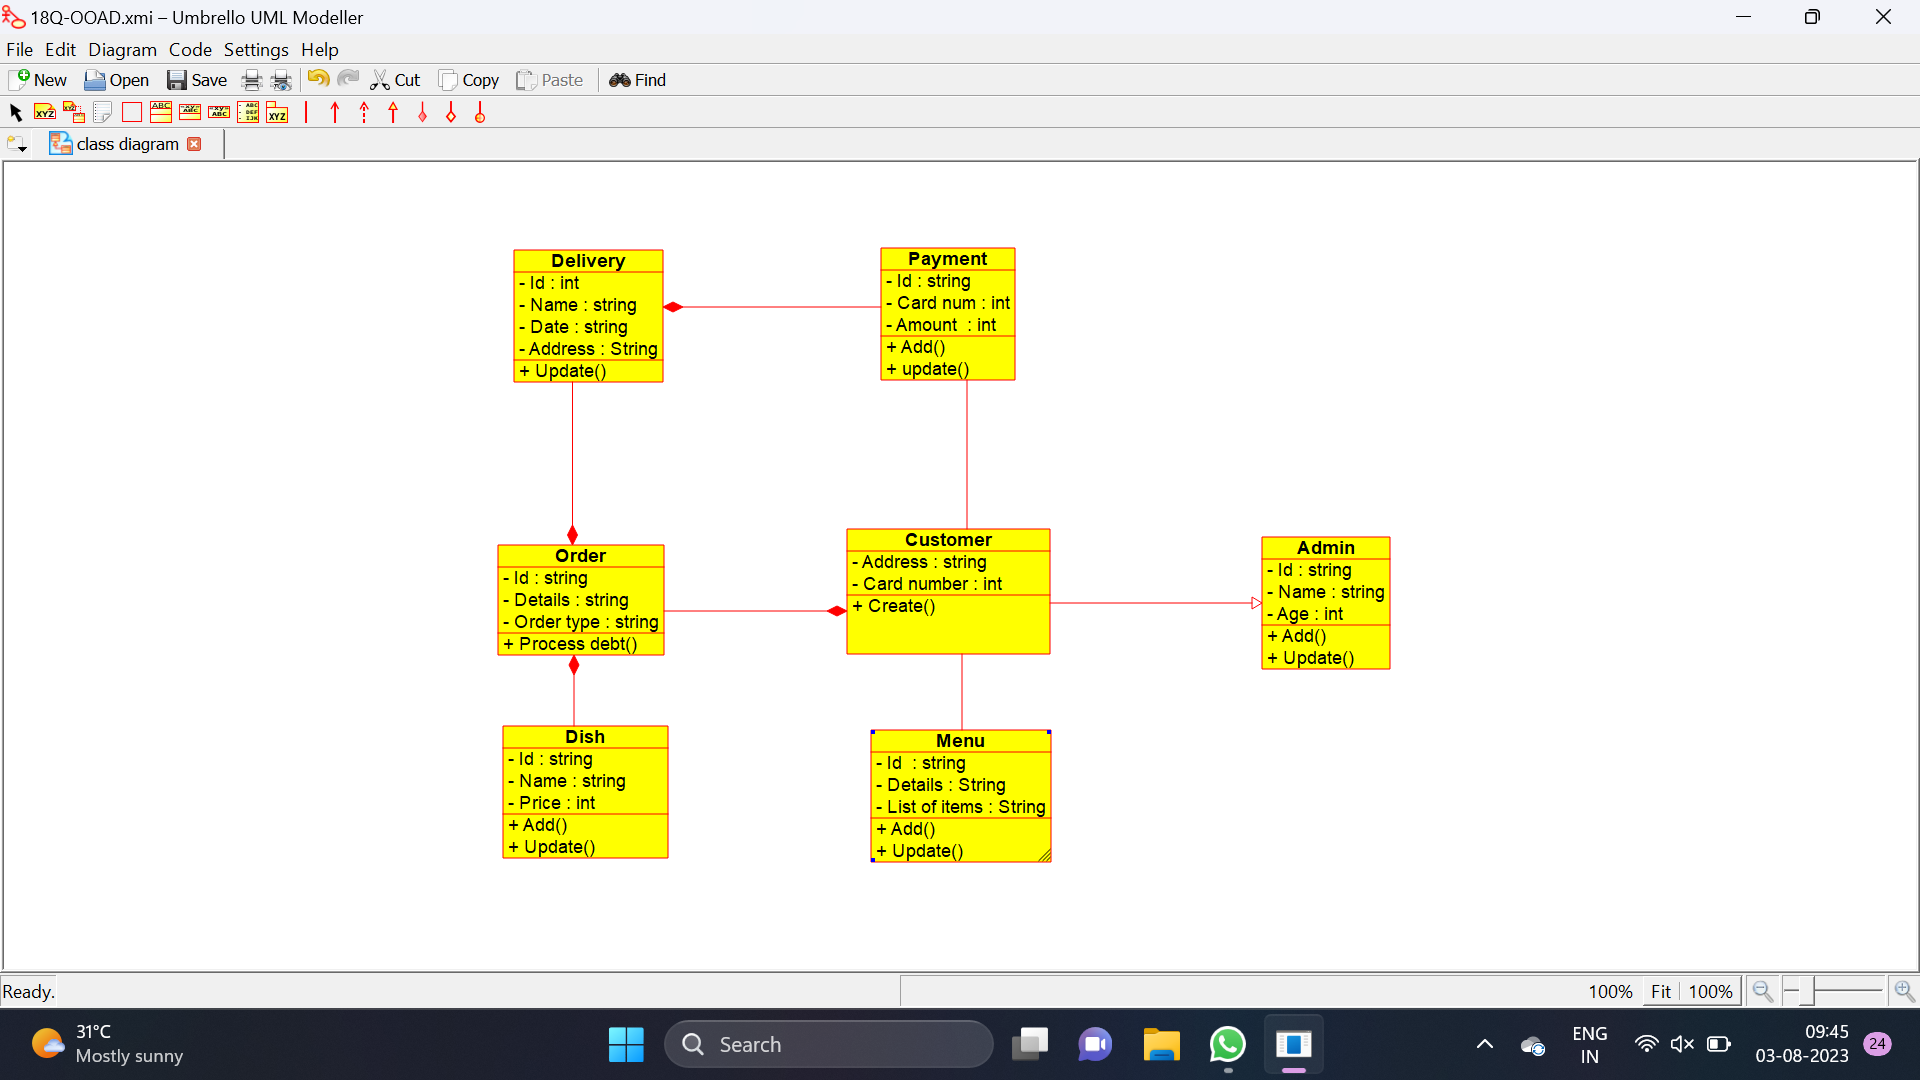 18Q-OOAD.xmi – Umbrello UML Modeller
File Edit Diagram Code Settings Help
New Open Save Cut Copy Paste Find
class diagram
Delivery
- Id : int
- Name : string
- Date : string
- Address : String
+ Update()
Payment
- Id : string
- Card num : int
- Amount  : int
+ Add()
+ update()
Order
- Id : string
- Details : string
- Order type : string
+ Process debt()
Customer
- Address : string
- Card number : int
+ Create()
Admin
- Id : string
- Name : string
- Age : int
+ Add()
+ Update()
Dish
- Id : string
- Name : string
- Price : int
+ Add()
+ Update()
Menu
- Id  : string
- Details : String
- List of items : String
+ Add()
+ Update()
Ready.
100% Fit 100%
31°C
Mostly sunny
Search
ENG
IN
09:45
03-08-2023
24